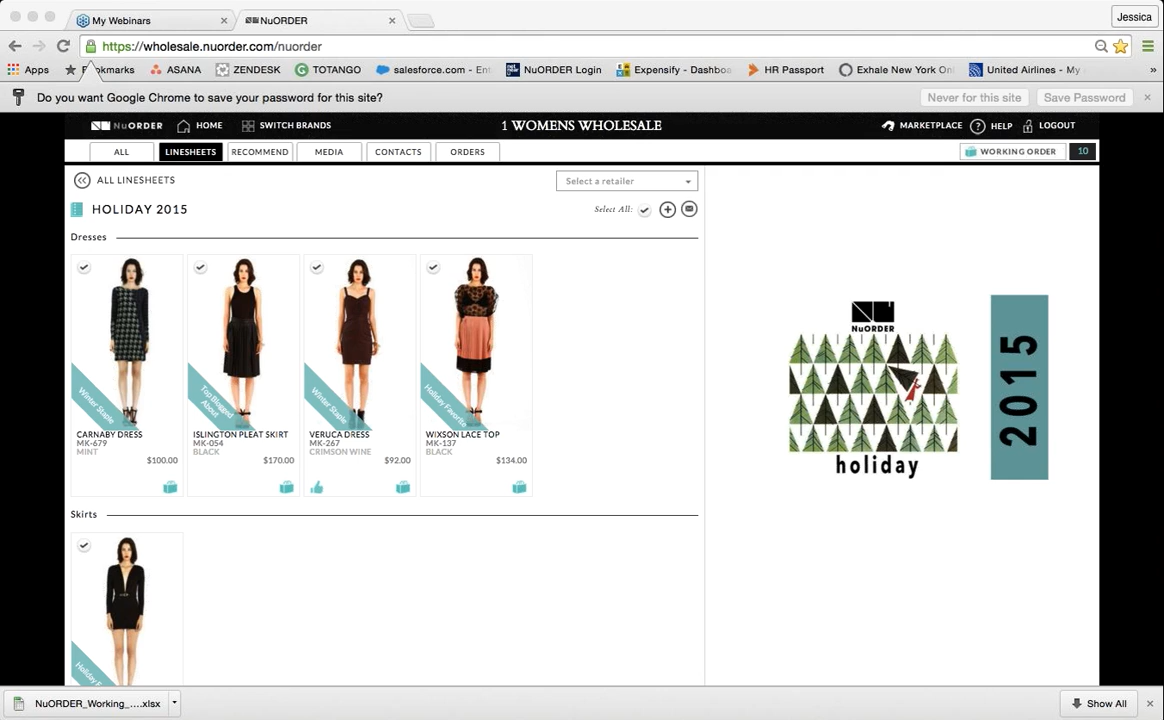 My Webinars
NuORDER
Jessica
https://wholesale.nuorder.com/nuorder
Apps
Bookmarks
ASANA
ZENDESK
TOTANGO
salesforce.com - Ent
NuORDER Login
Expensify - Dashboa
HR Passport
Exhale New York Onl
United Airlines - My
»
Do you want Google Chrome to save your password for this site?
Never for this site
Save Password
NUORDER
HOME
SWITCH BRANDS
1 WOMENS WHOLESALE
MARKETPLACE
HELP
LOGOUT
ALL
LINESHEETS
RECOMMEND
MEDIA
CONTACTS
ORDERS
WORKING ORDER
10
ALL LINESHEETS
Select a retailer
HOLIDAY 2015
Select All:
Dresses
Winter Staple
CARNABY DRESS
MK-679
MINT
$100.00
Top Blogged
About
ISLINGTON PLEAT SKIRT
MK-054
BLACK
$170.00
Winter Staple
VERUCA DRESS
MK-267
CRIMSON WINE
$92.00
Holiday Favorite
WIXSON LACE TOP
MK-137
BLACK
$134.00
Skirts
Holiday F
NUORDER
holiday
2015
NuORDER_Working_....xlsx
Show All